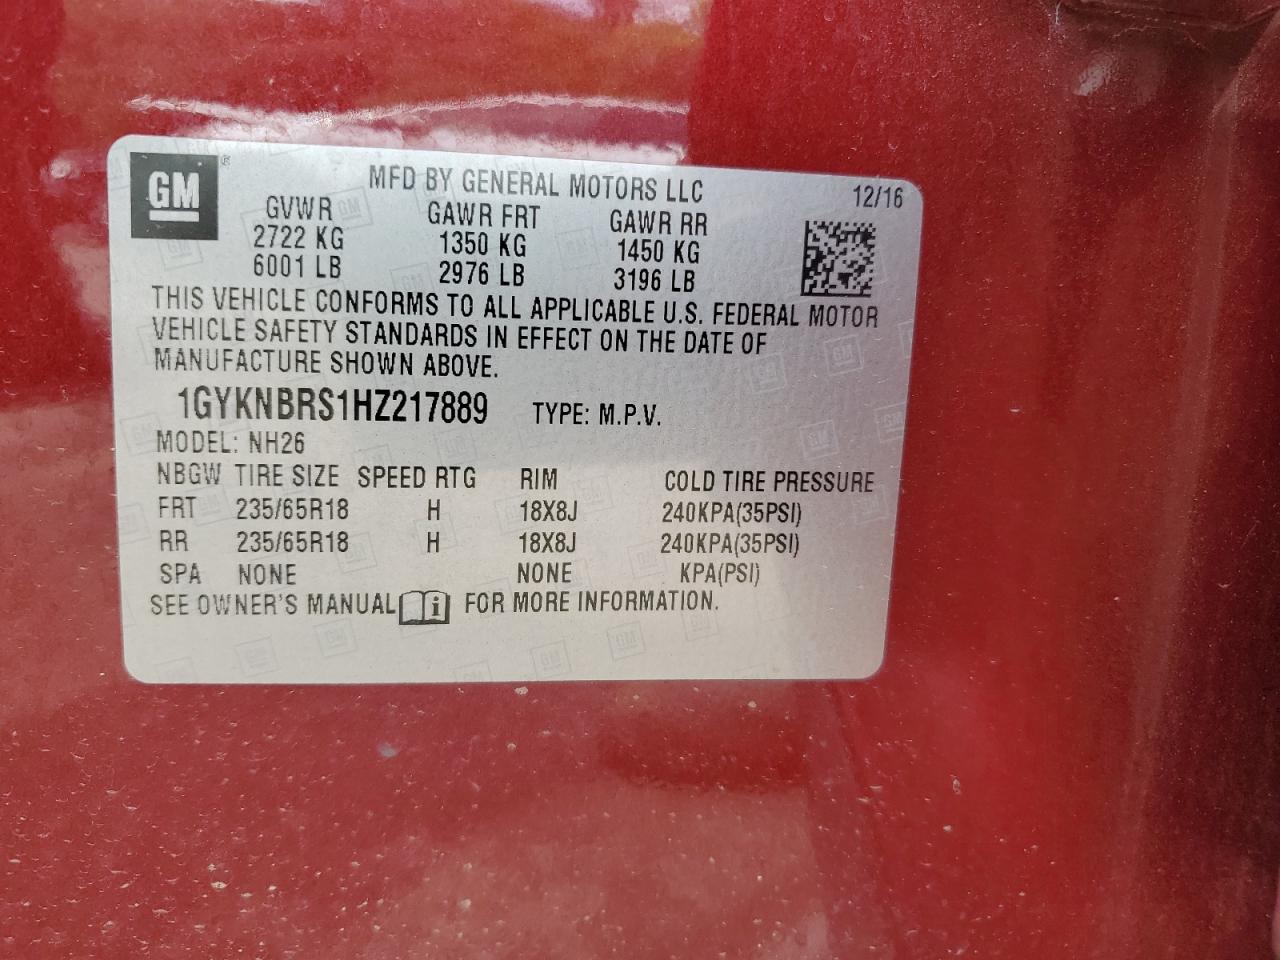 GM ®
MFD BY GENERAL MOTORS LLC 12/16
GVWR GAWR FRT GAWR RR
2722 KG 1350 KG 1450 KG
6001 LB 2976 LB 3196 LB
THIS VEHICLE CONFORMS TO ALL APPLICABLE U.S. FEDERAL MOTOR
VEHICLE SAFETY STANDARDS IN EFFECT ON THE DATE OF
MANUFACTURE SHOWN ABOVE.
1GYKNBRS1HZ217889 TYPE: M.P.V.
MODEL: NH26
NBGW TIRE SIZE SPEED RTG RIM COLD TIRE PRESSURE
FRT 235/65R18 H 18X8J 240KPA(35PSI)
RR 235/65R18 H 18X8J 240KPA(35PSI)
SPA NONE NONE KPA(PSI)
SEE OWNER'S MANUAL i FOR MORE INFORMATION.